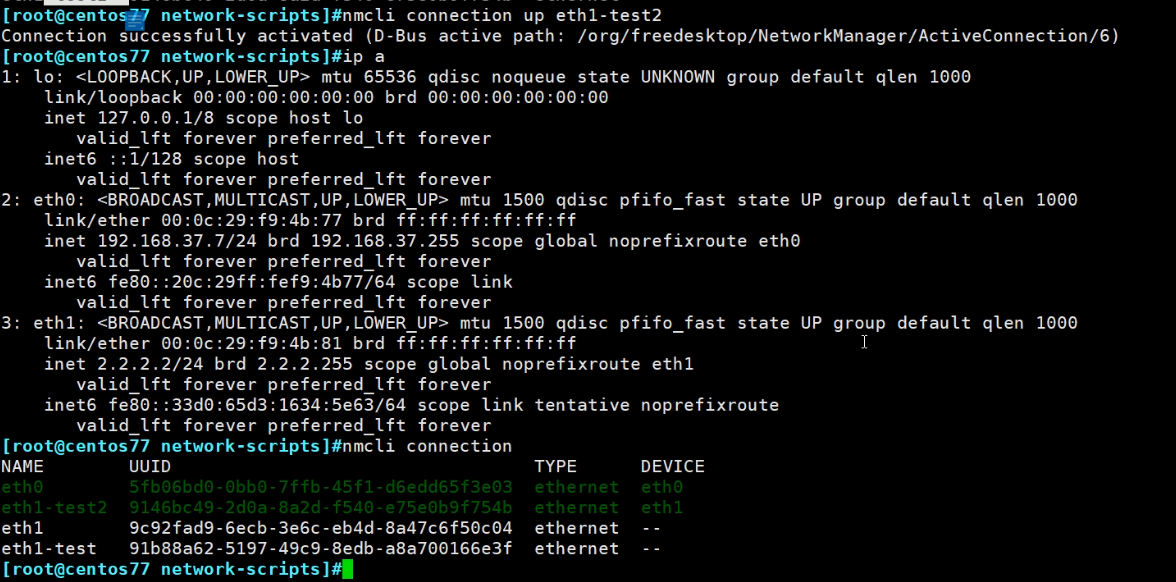 [root@centos77 network-scripts]#nmcli connection up eth1-test2
Connection successfully activated (D-Bus active path: /org/freedesktop/NetworkManager/ActiveConnection/6)
[root@centos77 network-scripts]#ip a
1: lo: <LOOPBACK,UP,LOWER_UP> mtu 65536 qdisc noqueue state UNKNOWN group default qlen 1000
    link/loopback 00:00:00:00:00:00 brd 00:00:00:00:00:00
    inet 127.0.0.1/8 scope host lo
       valid_lft forever preferred_lft forever
    inet6 ::1/128 scope host
       valid_lft forever preferred_lft forever
2: eth0: <BROADCAST,MULTICAST,UP,LOWER_UP> mtu 1500 qdisc pfifo_fast state UP group default qlen 1000
    link/ether 00:0c:29:f9:4b:77 brd ff:ff:ff:ff:ff:ff
    inet 192.168.37.7/24 brd 192.168.37.255 scope global noprefixroute eth0
       valid_lft forever preferred_lft forever
    inet6 fe80::20c:29ff:fef9:4b77/64 scope link
       valid_lft forever preferred_lft forever
3: eth1: <BROADCAST,MULTICAST,UP,LOWER_UP> mtu 1500 qdisc pfifo_fast state UP group default qlen 1000
    link/ether 00:0c:29:f9:4b:81 brd ff:ff:ff:ff:ff:ff
    inet 2.2.2.2/24 brd 2.2.2.255 scope global noprefixroute eth1
       valid_lft forever preferred_lft forever
    inet6 fe80::33d0:65d3:1634:5e63/64 scope link tentative noprefixroute
       valid_lft forever preferred_lft forever
[root@centos77 network-scripts]#nmcli connection
NAME        UUID                                  TYPE      DEVICE
eth0        5fb06bd0-0bb0-7ffb-45f1-d6edd65f3e03  ethernet  eth0
eth1-test2  9146bc49-2d0a-8a2d-f540-e75e0b9f754b  ethernet  eth1
eth1        9c92fad9-6ecb-3e6c-eb4d-8a47c6f50c04  ethernet  --
eth1-test   91b88a62-5197-49c9-8edb-a8a700166e3f  ethernet  --
[root@centos77 network-scripts]#